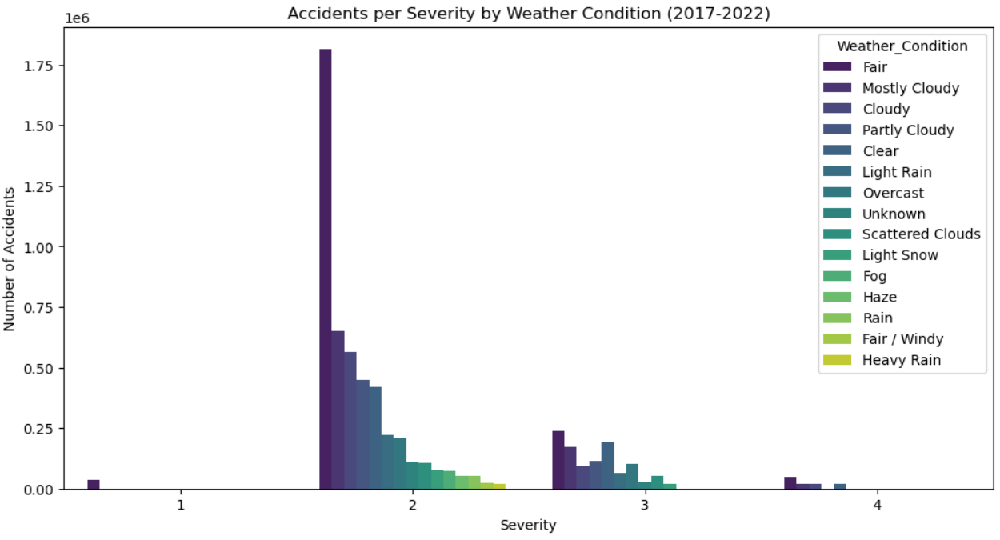 Accidents per Severity by Weather Condition (2017-2022)
1e6
1.75
1.50
1.25
1.00
0.75
0.50
0.25
0.00
Number of Accidents
1 2 3 4
Severity
Weather_Condition
Fair
Mostly Cloudy
Cloudy
Partly Cloudy
Clear
Light Rain
Overcast
Unknown
Scattered Clouds
Light Snow
Fog
Haze
Rain
Fair / Windy
Heavy Rain